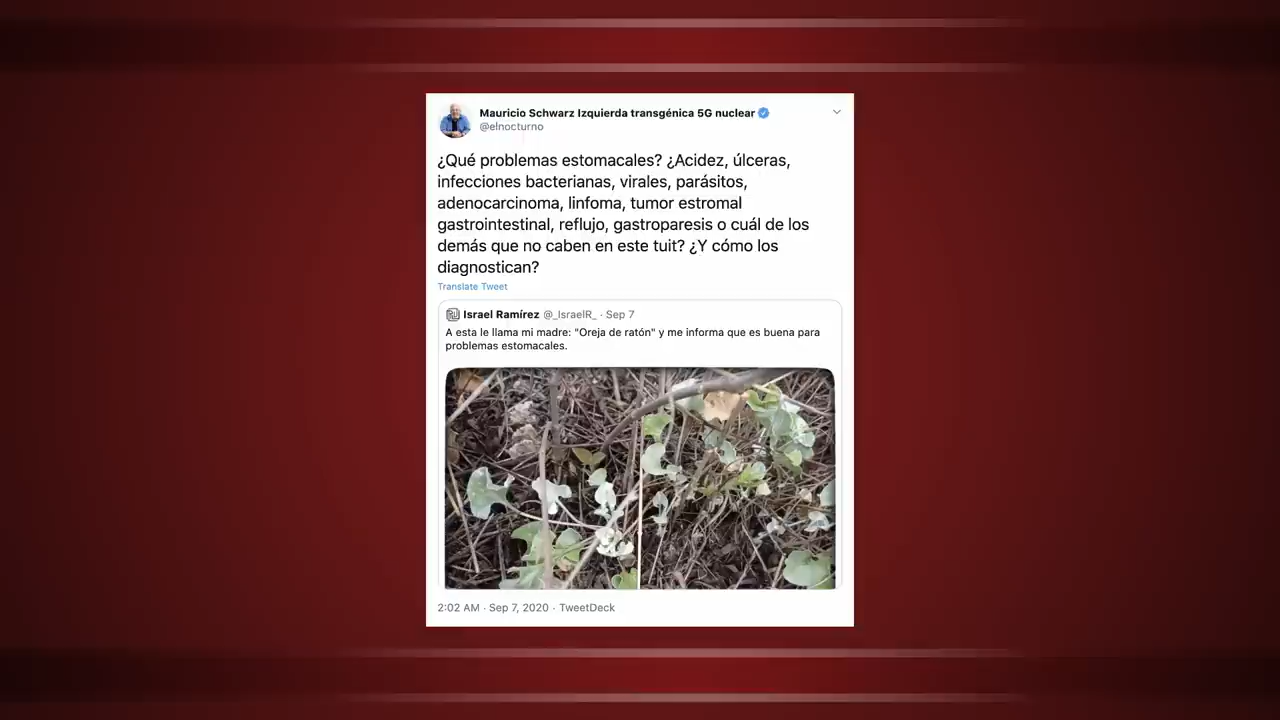 Mauricio Schwarz Izquierda transgénica 5G nuclear
@elnocturno
¿Qué problemas estomacales? ¿Acidez, úlceras,
infecciones bacterianas, virales, parásitos,
adenocarcinoma, linfoma, tumor estromal
gastrointestinal, reflujo, gastroparesis o cuál de los
demás que no caben en este tuit? ¿Y cómo los
diagnostican?
Translate Tweet
Israel Ramírez @_IsraelR_ · Sep 7
A esta le llama mi madre: "Oreja de ratón" y me informa que es buena para
problemas estomacales.
2:02 AM · Sep 7, 2020 · TweetDeck